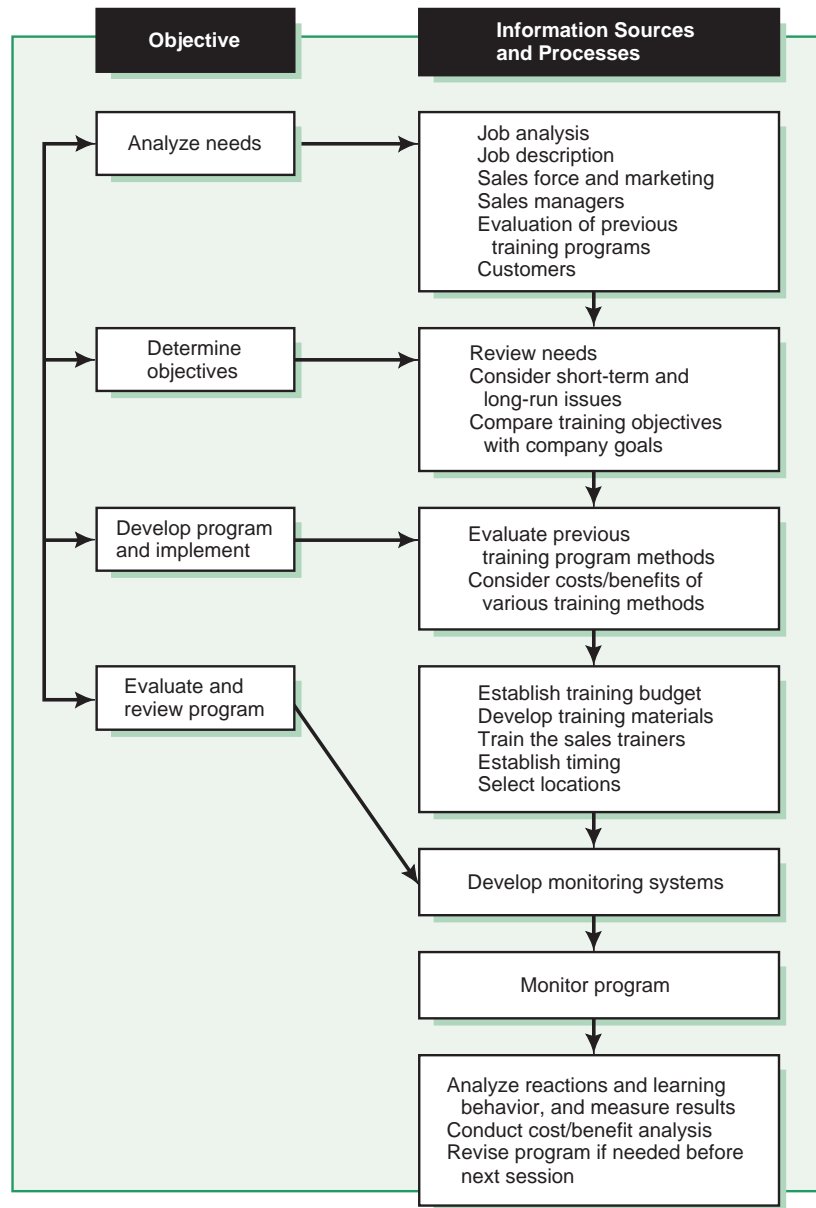 Objective
Information Sources
and Processes
Analyze needs
Job analysis
Job description
Sales force and marketing
Sales managers
Evaluation of previous
training programs
Customers
Determine
objectives
Review needs
Consider short-term and
long-run issues
Compare training objectives
with company goals
Develop program
and implement
Evaluate previous
training program methods
Consider costs/benefits of
various training methods
Evaluate and
review program
Establish training budget
Develop training materials
Train the sales trainers
Establish timing
Select locations
Develop monitoring systems
Monitor program
Analyze reactions and learning
behavior, and measure results
Conduct cost/benefit analysis
Revise program if needed before
next session